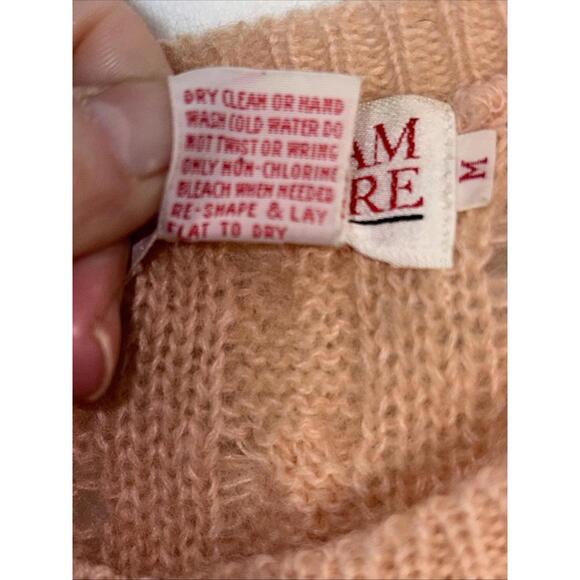 DRY CLEAN OR HAND
WASH COLD WATER DO
NOT TWIST OR WRING
ONLY NON-CHLORINE
BLEACH WHEN NEEDED
RE-SHAPE & LAY
FLAT TO DRY
AM
RE
M